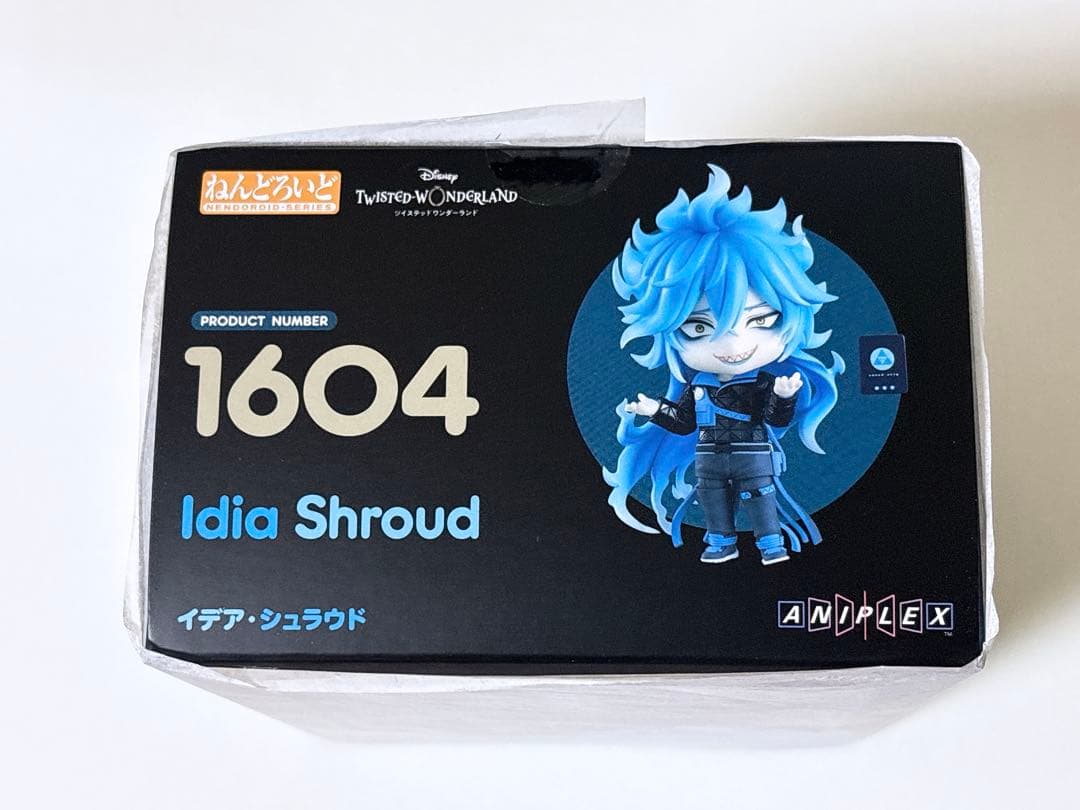 ねんどろいど
NENDOROID-SERIES
Disney
TWISTED-WONDERLAND
ツイステッドワンダーランド
PRODUCT NUMBER
1604
Idia Shroud
イデア・シュラウド
ANIPLEX
TM